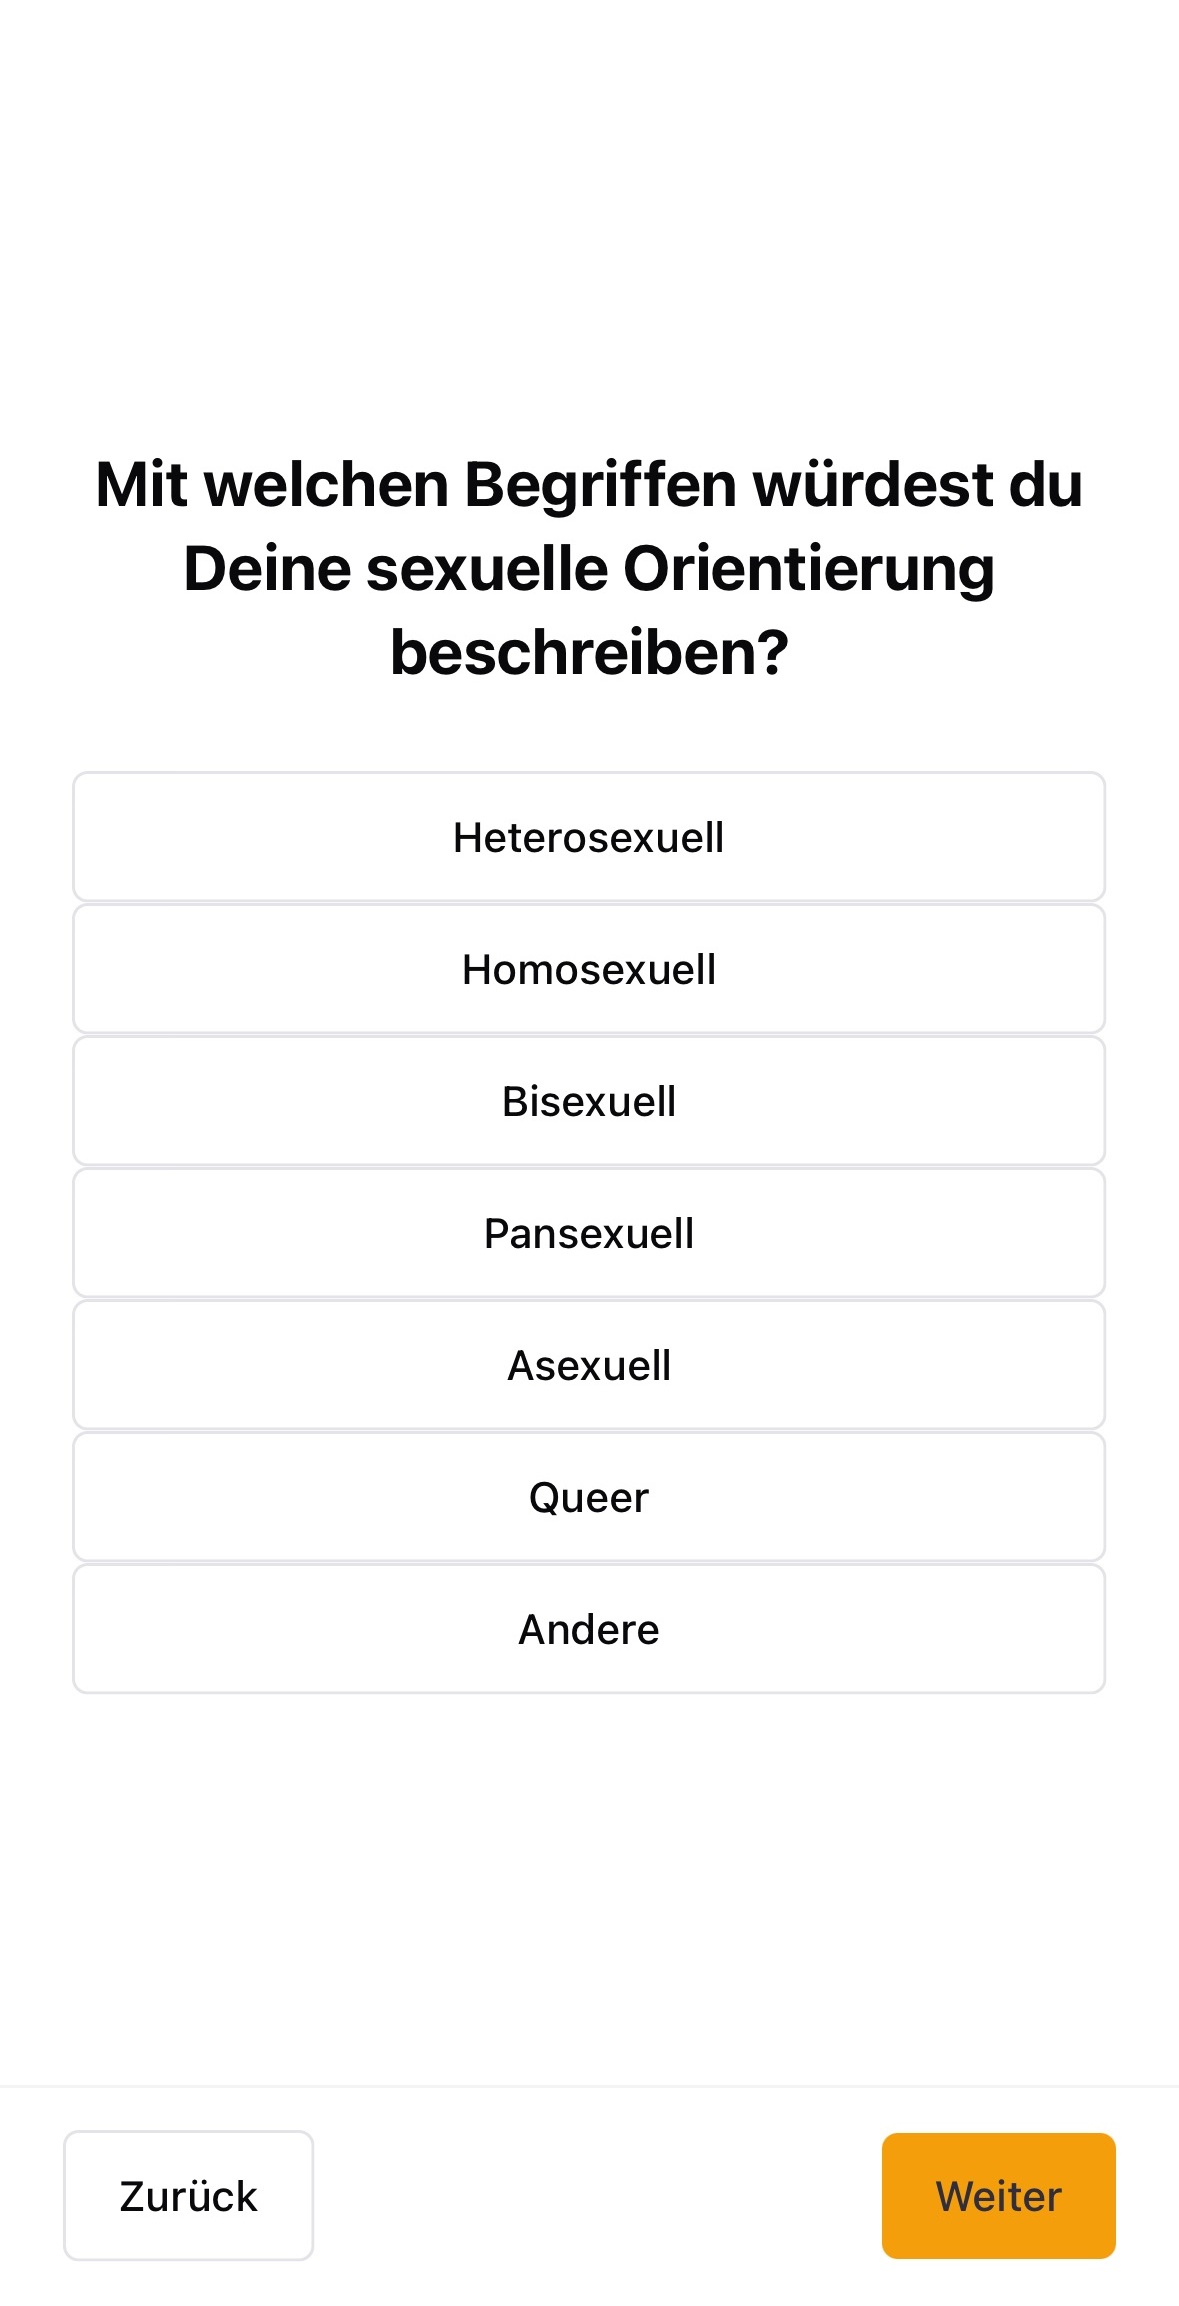 Mit welchen Begriffen würdest du
Deine sexuelle Orientierung
beschreiben?
Heterosexuell
Homosexuell
Bisexuell
Pansexuell
Asexuell
Queer
Andere
Zurück
Weiter